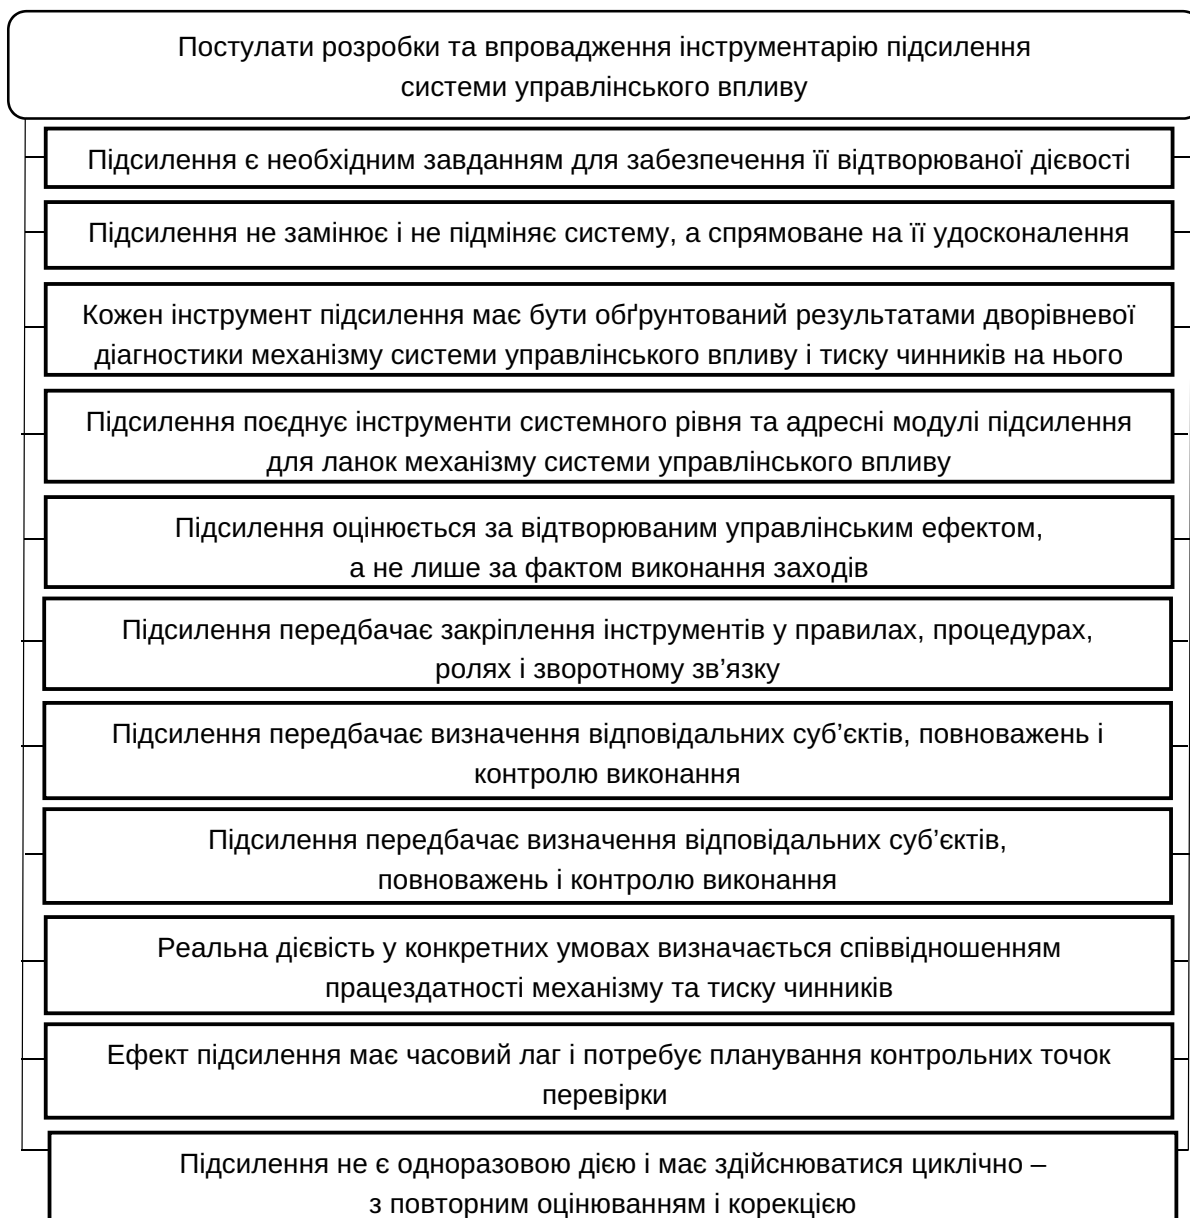 Постулати розробки та впровадження інструментарію підсилення
системи управлінського впливу
Підсилення є необхідним завданням для забезпечення її відтворюваної дієвості
Підсилення не замінює і не підміняє систему, а спрямоване на її удосконалення
Кожен інструмент підсилення має бути обґрунтований результатами дворівневої
діагностики механізму системи управлінського впливу і тиску чинників на нього
Підсилення поєднує інструменти системного рівня та адресні модулі підсилення
для ланок механізму системи управлінського впливу
Підсилення оцінюється за відтворюваним управлінським ефектом,
а не лише за фактом виконання заходів
Підсилення передбачає закріплення інструментів у правилах, процедурах,
ролях і зворотному зв’язку
Підсилення передбачає визначення відповідальних суб’єктів, повноважень і
контролю виконання
Підсилення передбачає визначення відповідальних суб’єктів,
повноважень і контролю виконання
Реальна дієвість у конкретних умовах визначається співвідношенням
працездатності механізму та тиску чинників
Ефект підсилення має часовий лаг і потребує планування контрольних точок
перевірки
Підсилення не є одноразовою дією і має здійснюватися циклічно –
з повторним оцінюванням і корекцією